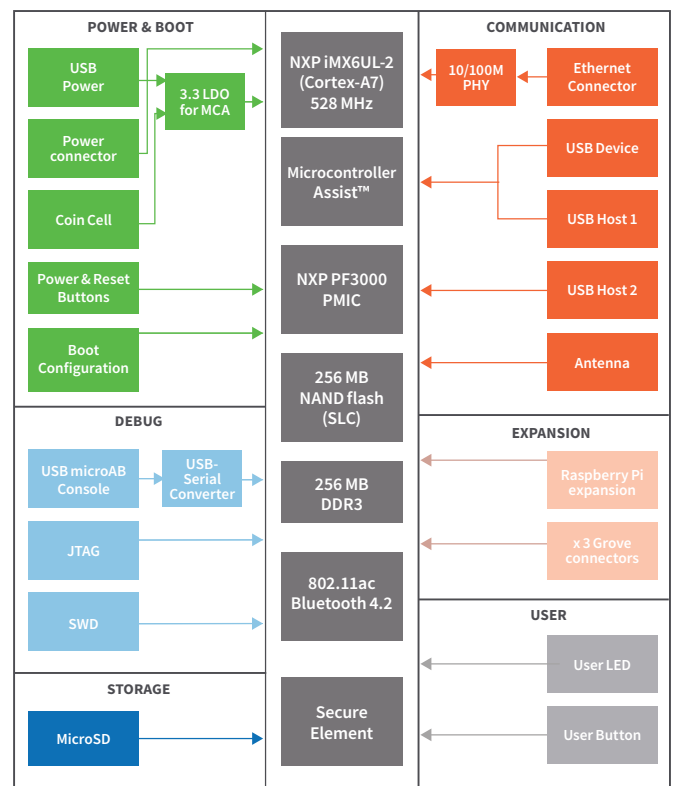 POWER & BOOT
USB
Power
3.3 LDO
for MCA
Power
connector
Coin Cell
Power & Reset
Buttons
Boot
Configuration
DEBUG
USB microAB
Console
USB-
Serial
Converter
JTAG
SWD
STORAGE
MicroSD
NXP iMX6UL-2
(Cortex-A7)
528 MHz
Microcontroller
Assist™
NXP PF3000
PMIC
256 MB
NAND flash
(SLC)
256 MB
DDR3
802.11ac
Bluetooth 4.2
Secure
Element
COMMUNICATION
10/100M
PHY
Ethernet
Connector
USB Device
USB Host 1
USB Host 2
Antenna
EXPANSION
Raspberry Pi
expansion
x 3 Grove
connectors
USER
User LED
User Button